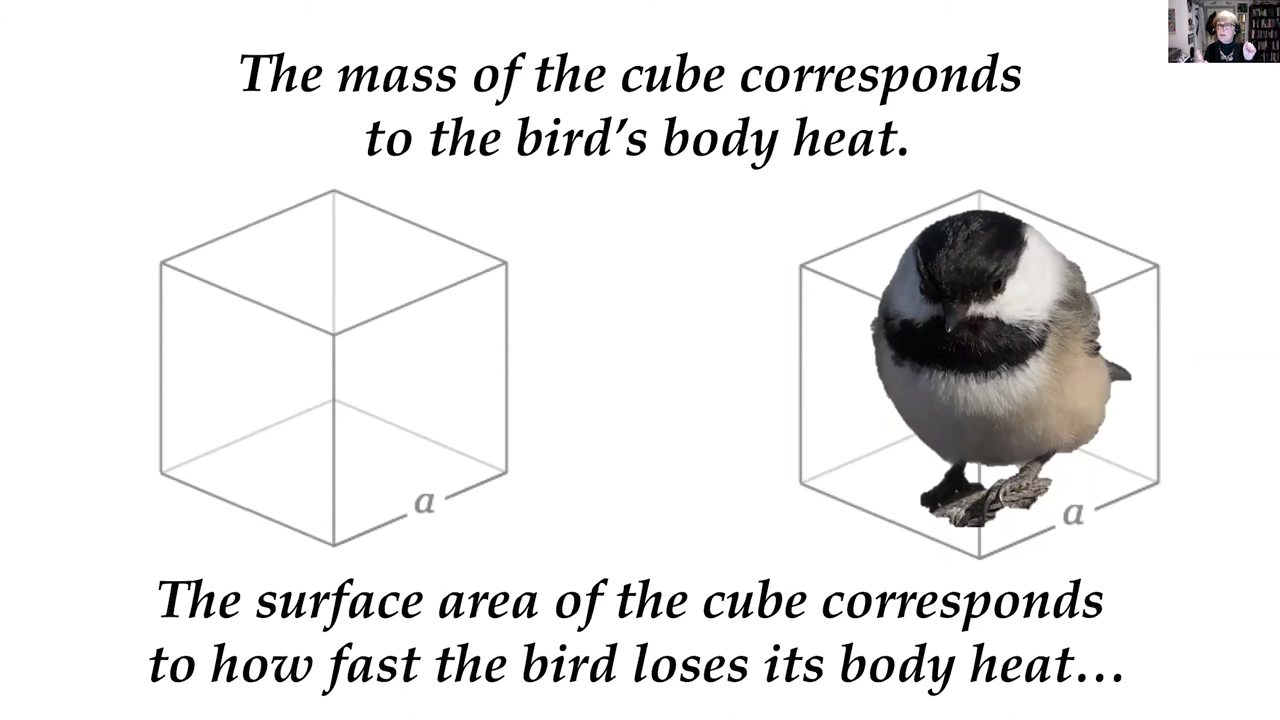 The mass of the cube corresponds
to the bird’s body heat.
a
a
The surface area of the cube corresponds
to how fast the bird loses its body heat…